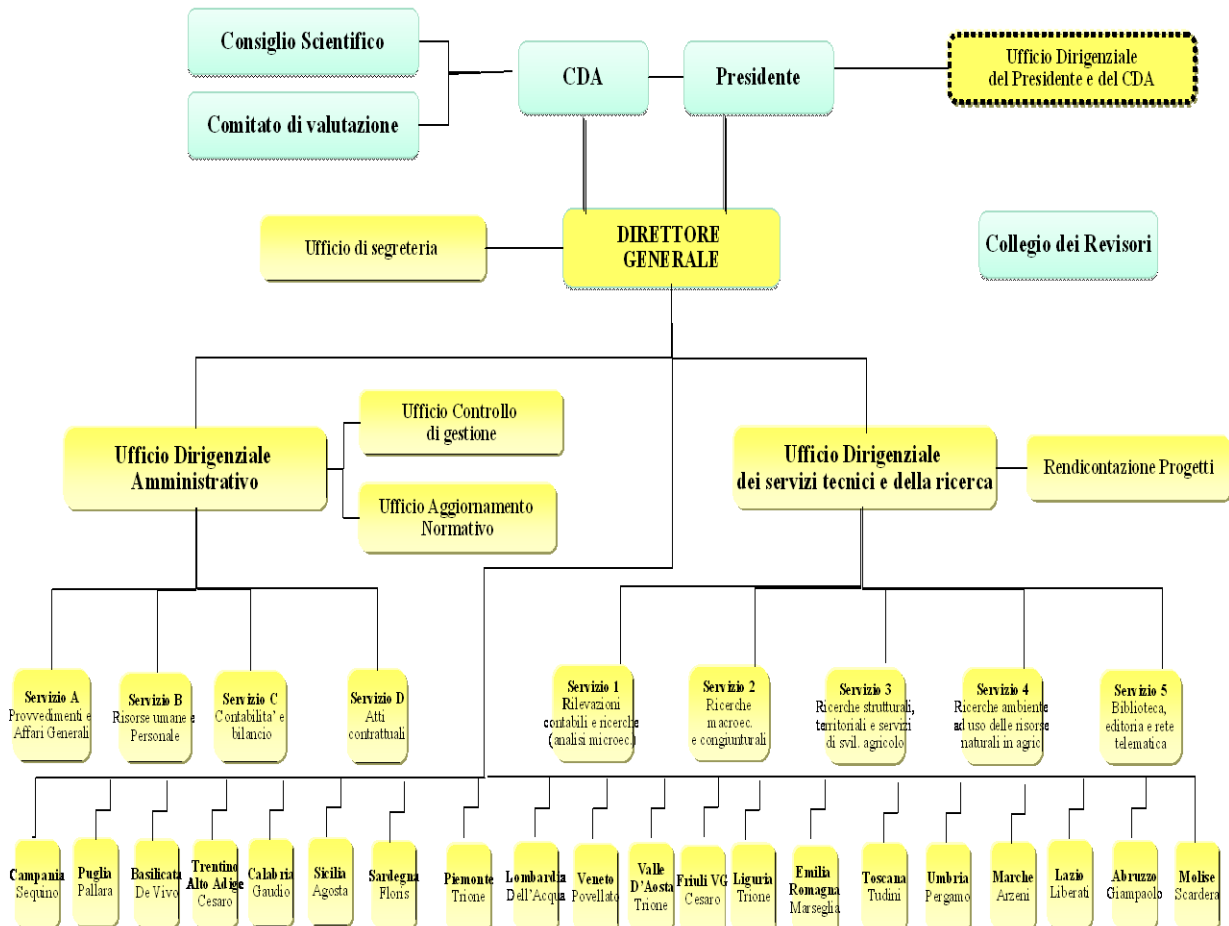 Consiglio Scientifico
Comitato di valutazione
CDA
Presidente
Ufficio Dirigenziale
del Presidente e del CDA
Ufficio di segreteria
DIRETTORE
GENERALE
Collegio dei Revisori
Ufficio Dirigenziale
Amministrativo
Ufficio Controllo
di gestione
Ufficio Aggiornamento
Normativo
Ufficio Dirigenziale
dei servizi tecnici e della ricerca
Rendicontazione Progetti
Servizio A
Provvedimenti e
Affari Generali
Servizio B
Risorse umane e
Personale
Servizio C
Contabilita' e
bilancio
Servizio D
Atti
contrattuali
Servizio 1
Rilevazioni
contabili e ricerche
(analisi microec.)
Servizio 2
Ricerche
macroec.
e congiunturali
Servizio 3
Ricerche strutturali,
territoriali e servizi
di svil. agricolo
Servizio 4
Ricerche ambiente
ad uso delle risorse
naturali in agric.
Servizio 5
Biblioteca,
editoria e rete
telematica
Campania
Sequino
Puglia
Pallara
Basilicata
De Vivo
Trentino
Alto Adige
Cesaro
Calabria
Gaudio
Sicilia
Agosta
Sardegna
Floris
Piemonte
Trione
Lombardia
Dell'Acqua
Veneto
Povellato
Valle
D'Aosta
Trione
Friuli VG
Cesaro
Liguria
Trione
Emilia
Romagna
Marseglia
Toscana
Tudini
Umbria
Pergamo
Marche
Arzeni
Lazio
Liberati
Abruzzo
Giampaolo
Molise
Scardera